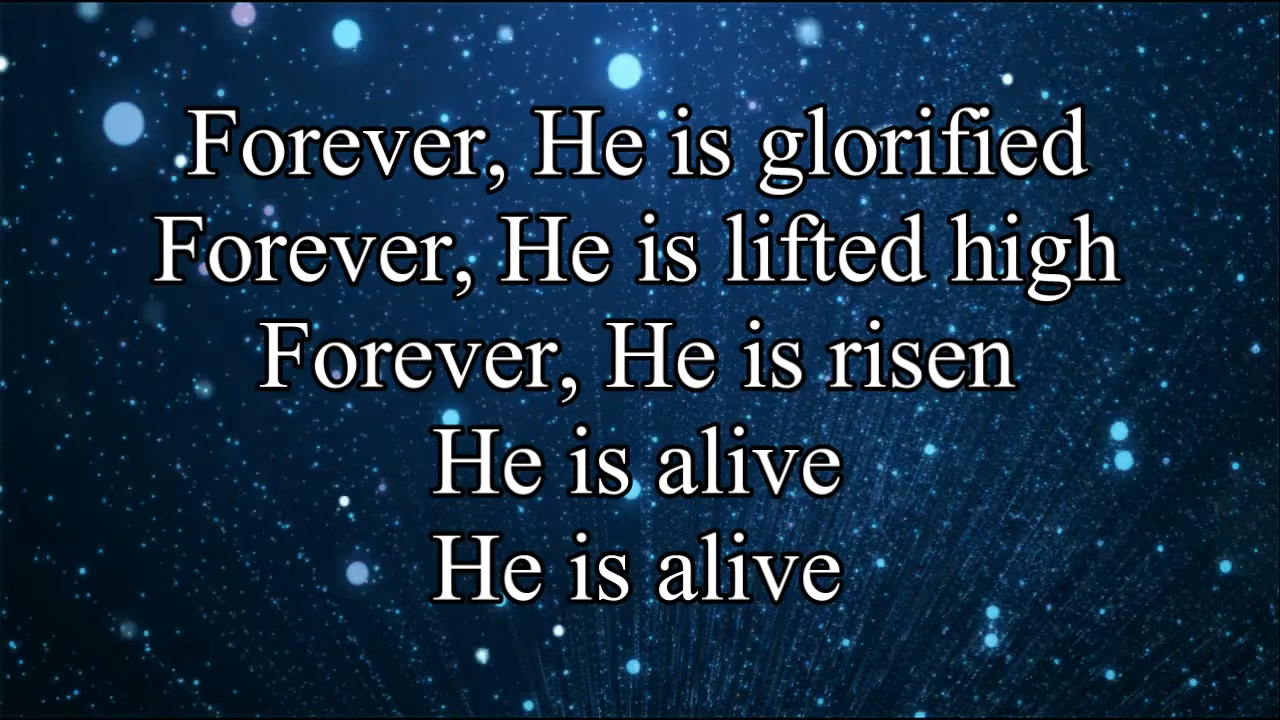 Forever, He is glorified
Forever, He is lifted high
Forever, He is risen
He is alive
He is alive